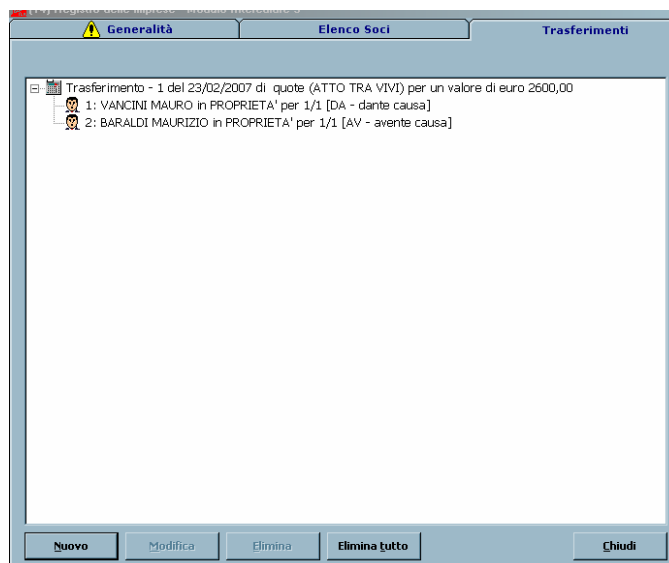 Generalità
Elenco Soci
Trasferimenti
Trasferimento - 1 del 23/02/2007 di quote (ATTO TRA VIVI) per un valore di euro 2600,00
1: VANCINI MAURO in PROPRIETA' per 1/1 [DA - dante causa]
2: BARALDI MAURIZIO in PROPRIETA' per 1/1 [AV - avente causa]
Nuovo
Modifica
Elimina
Elimina tutto
Chiudi